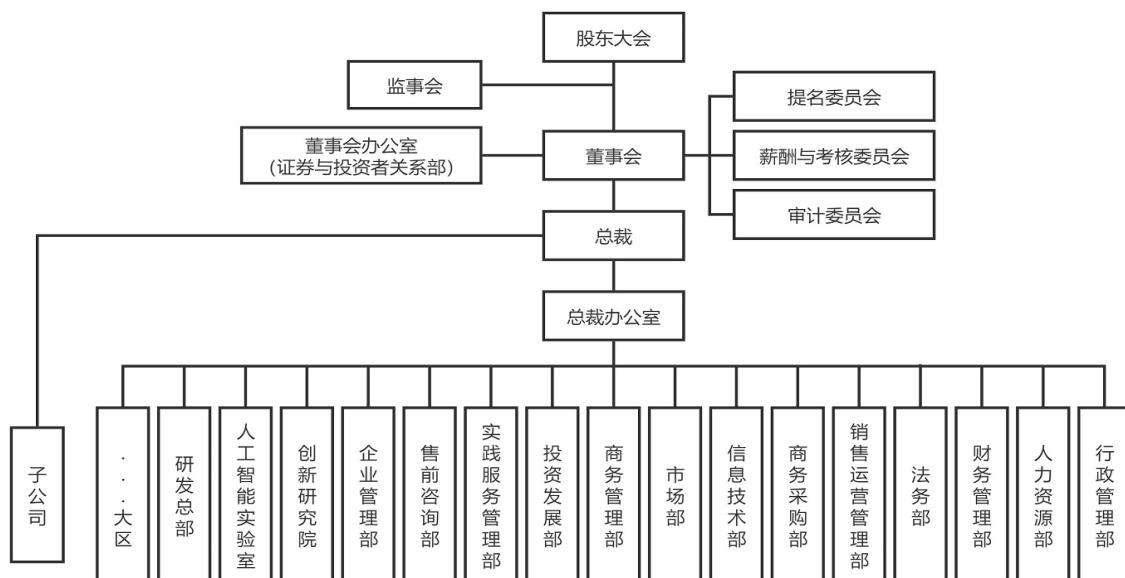 股东大会
监事会
提名委员会
董事会办公室
（证券与投资者关系部）
董事会
薪酬与考核委员会
审计委员会
总裁
总裁办公室
子公司
...大区
研发总部
人工智能实验室
创新研究院
企业管理部
售前咨询部
实践服务管理部
投资发展部
商务管理部
市场部
信息技术部
商务采购部
销售运营管理部
法务部
财务管理部
人力资源部
行政管理部